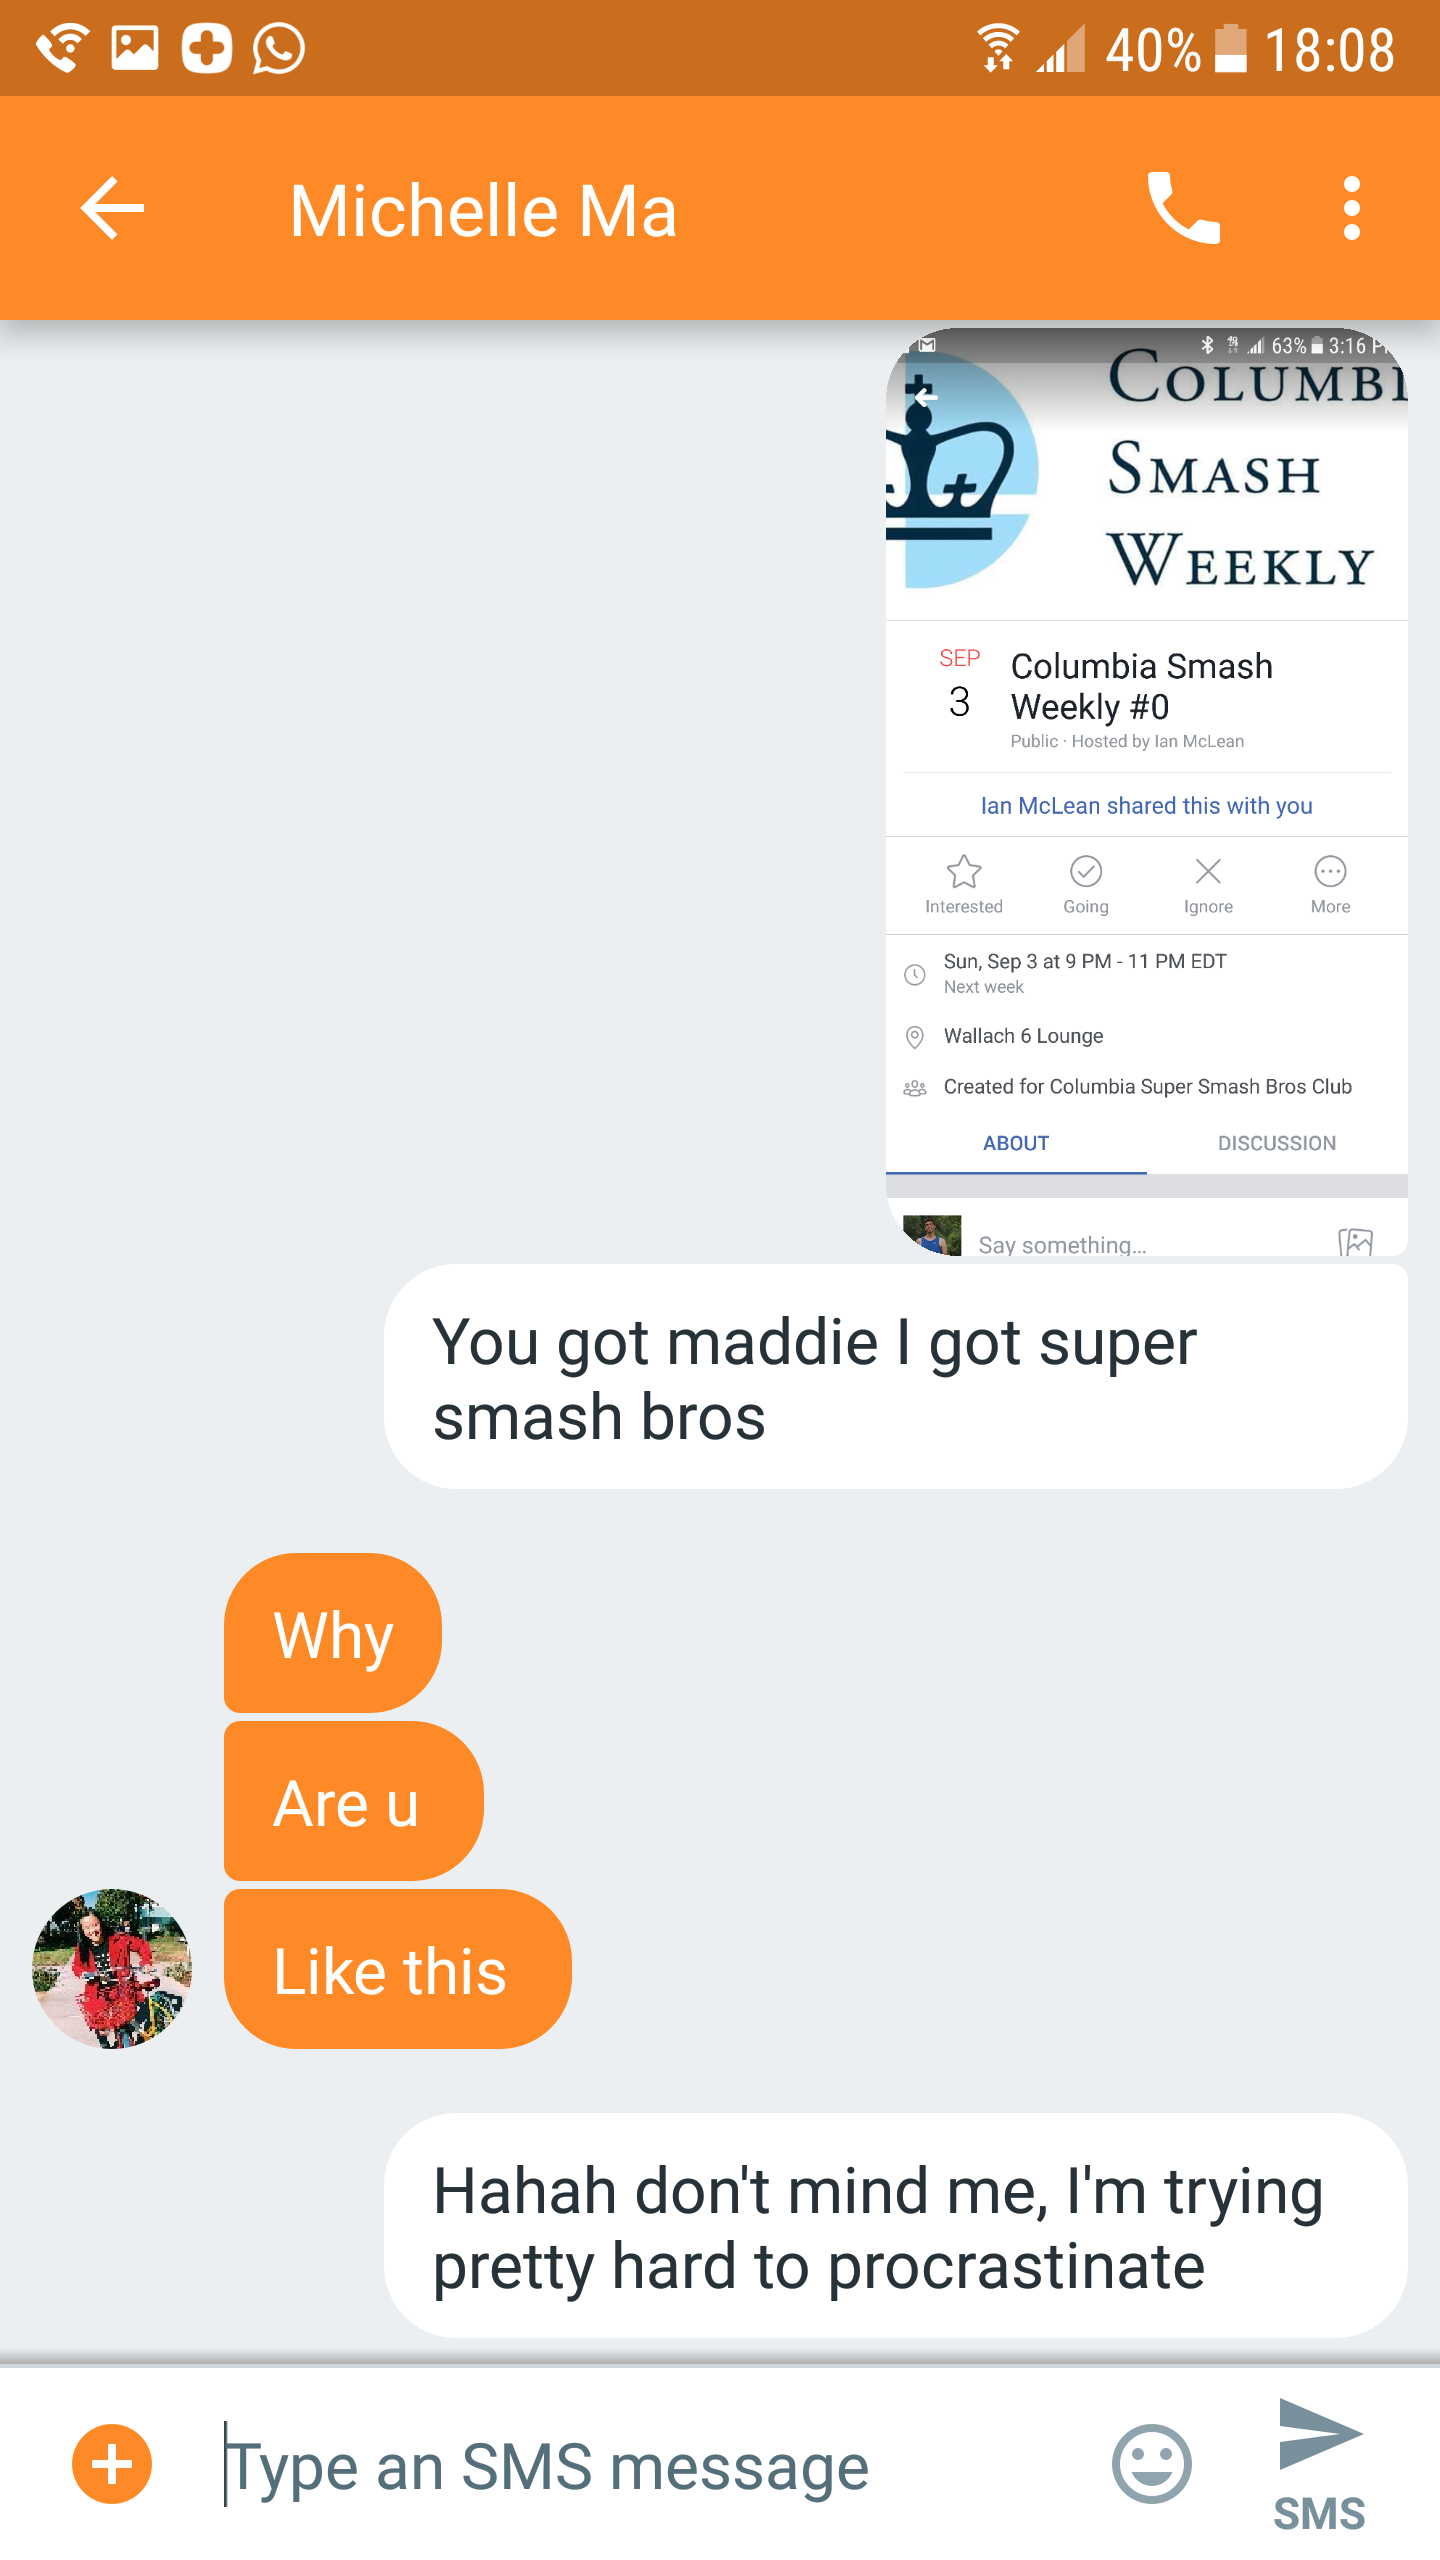 40% 18:08
Michelle Ma
63% 3:16
COLUMBI
SMASH
WEEKLY
SEP
3
Columbia Smash
Weekly #0
Public · Hosted by Ian McLean
Ian McLean shared this with you
Interested Going Ignore More
Sun, Sep 3 at 9 PM - 11 PM EDT
Next week
Wallach 6 Lounge
Created for Columbia Super Smash Bros Club
ABOUT DISCUSSION
Say something...
You got maddie I got super
smash bros
Why
Are u
Like this
Hahah don't mind me, I'm trying
pretty hard to procrastinate
Type an SMS message
SMS